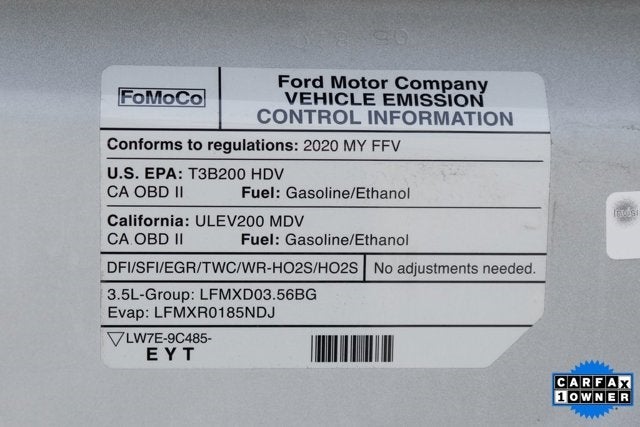 FoMoCo
Ford Motor Company
VEHICLE EMISSION
CONTROL INFORMATION
Conforms to regulations: 2020 MY FFV
U.S. EPA: T3B200 HDV
CA OBD II Fuel: Gasoline/Ethanol
California: ULEV200 MDV
CA OBD II Fuel: Gasoline/Ethanol
DFI/SFI/EGR/TWC/WR-HO2S/HO2S No adjustments needed.
3.5L-Group: LFMXD03.56BG
Evap: LFMXR0185NDJ
LW7E-9C485-
EYT
CARFAX
1 OWNER